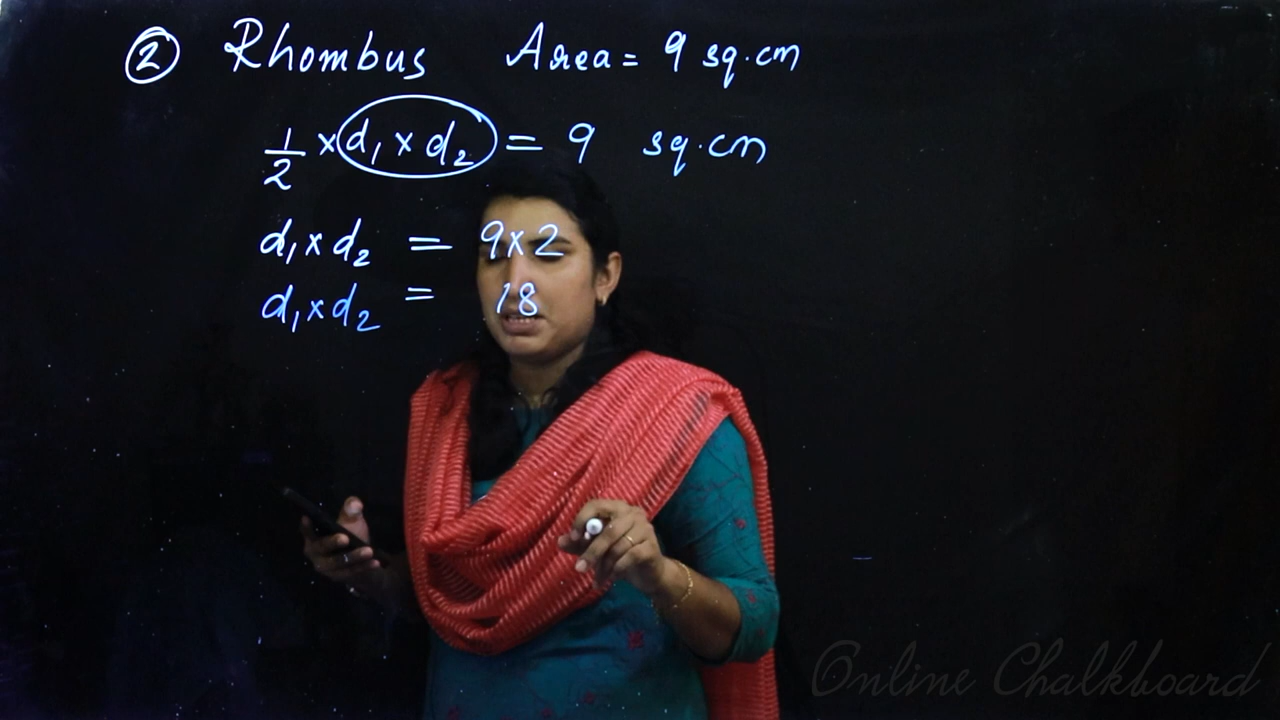 ② Rhombus Area = 9 sq.cm
1/2 × d₁ × d₂ = 9 sq.cm
d₁ × d₂ = 9×2
d₁ × d₂ = 18
Online Chalkboard